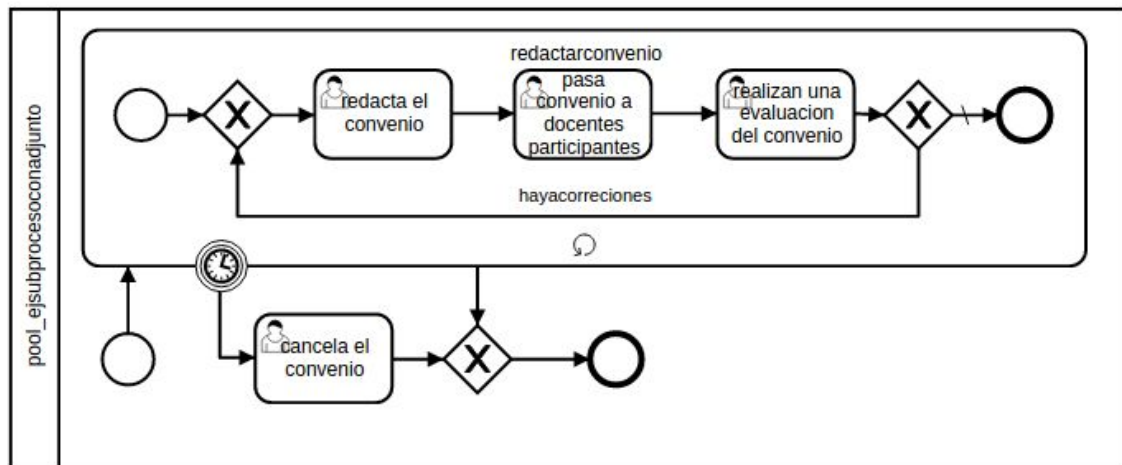 pool_ejsubprocesoconadjunto
redactarconvenio
redacta el
convenio
pasa
convenio a
docentes
participantes
realizan una
evaluacion
del convenio
hayacorreciones
cancela el
convenio